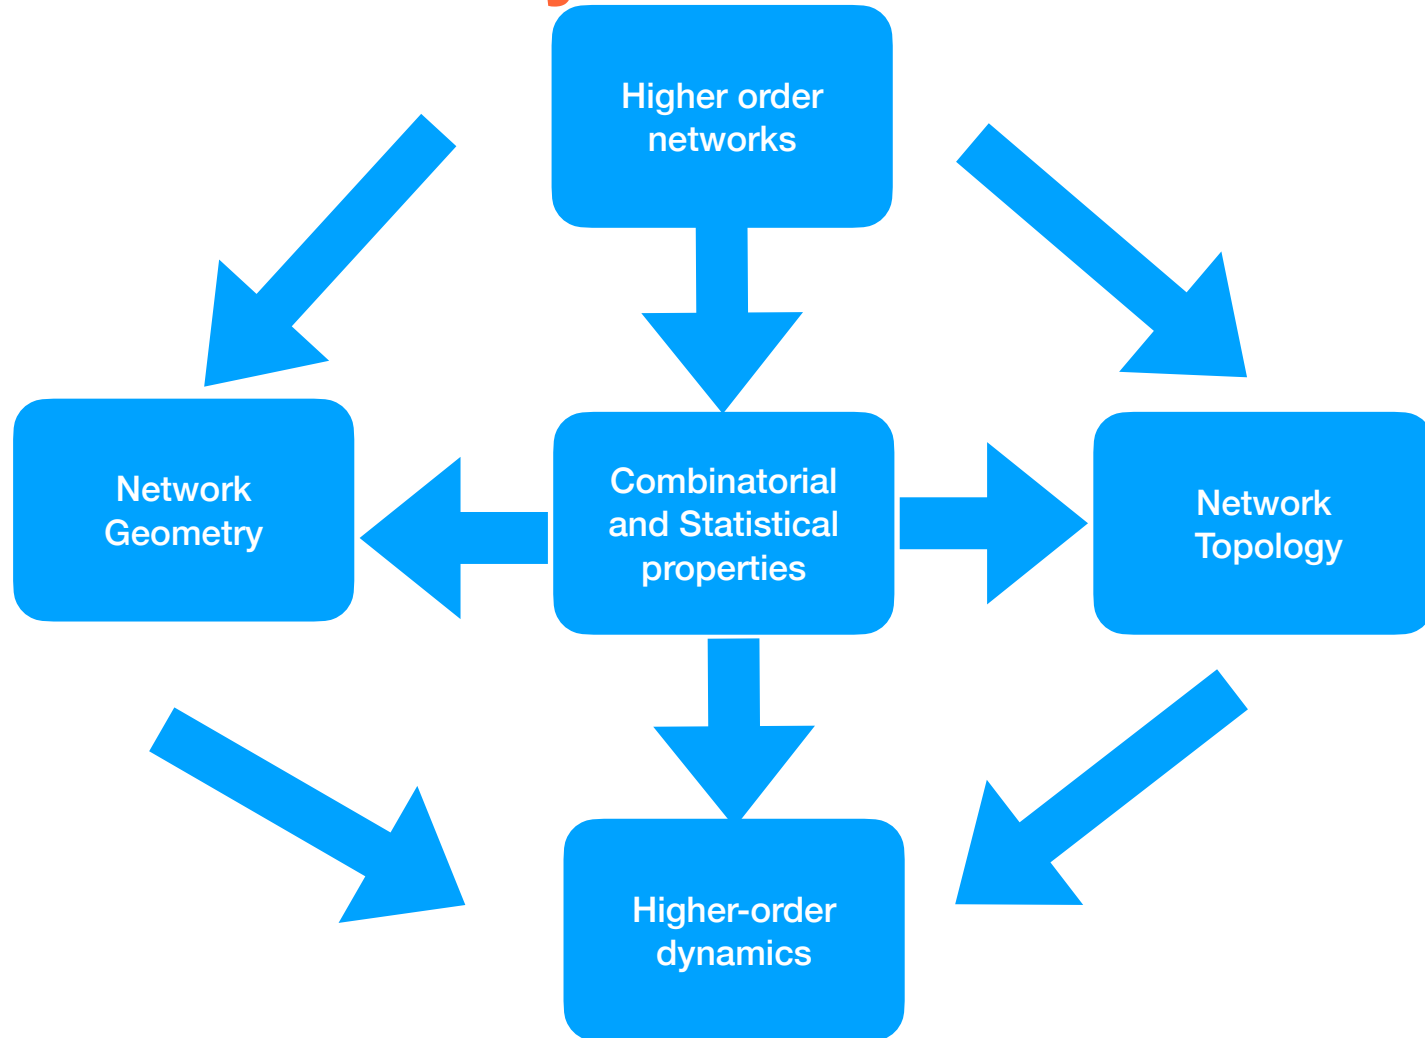 Higher order
networks
Network
Geometry
Combinatorial
and Statistical
properties
Network
Topology
Higher-order
dynamics